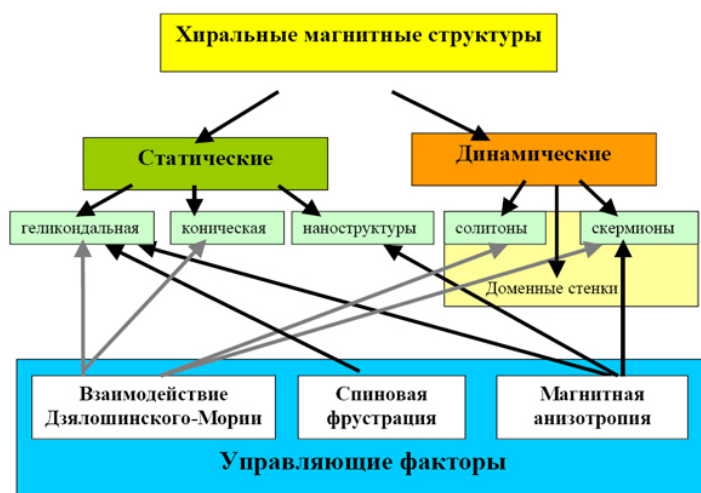 Хиральные магнитные структуры
Статические
Динамические
геликоидальная
коническая
наноструктуры
солитоны
скермионы
Доменные стенки
Взаимодействие
Дзялошинского-Мории
Спиновая
фрустрация
Магнитная
анизотропия
Управляющие факторы